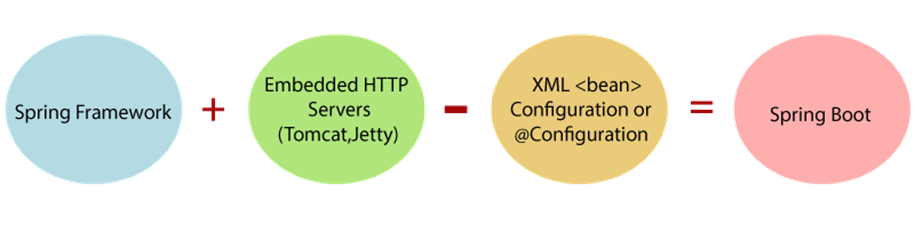 Spring Framework
+
Embedded HTTP
Servers
(Tomcat,Jetty)
-
XML <bean>
Configuration or
@Configuration
=
Spring Boot